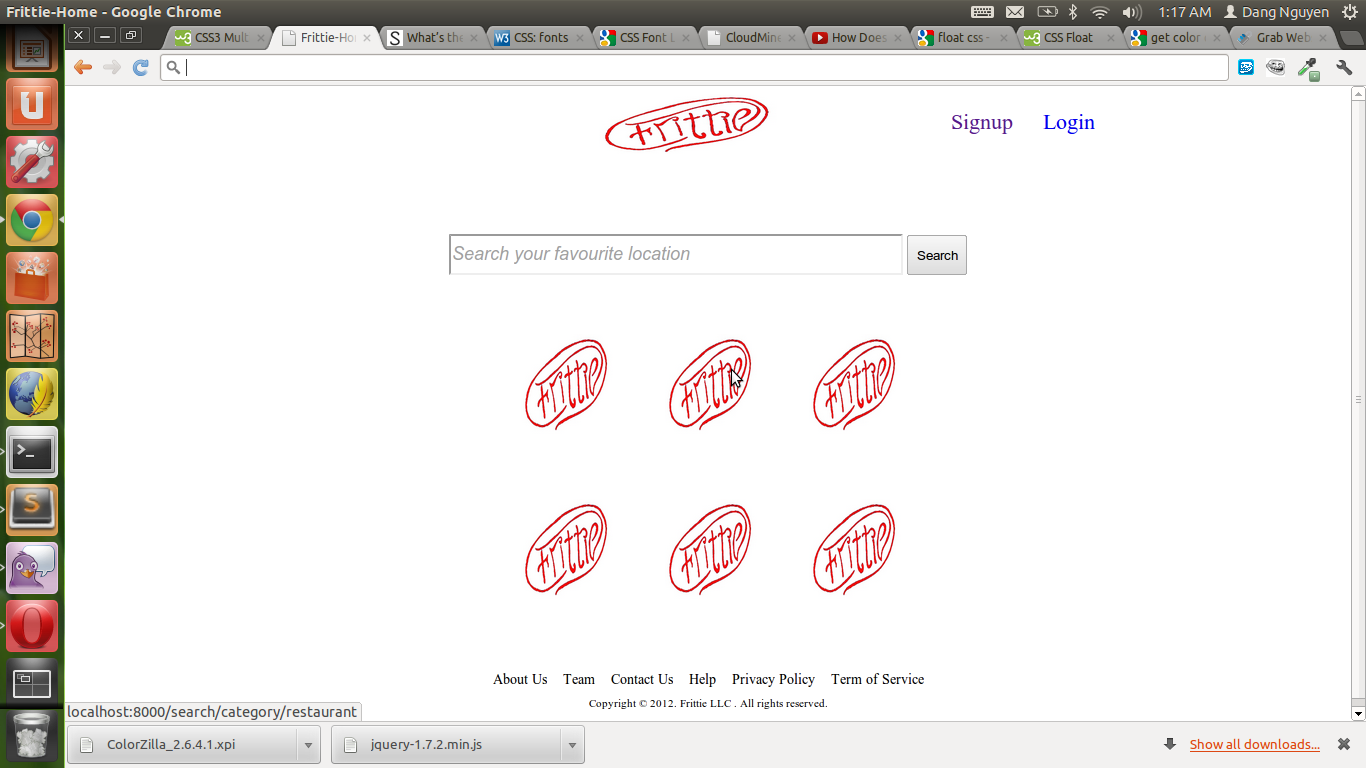 Frittie-Home - Google Chrome
1:17 AM Dang Nguyen
CSS3 Mult
Frittie-Ho
What's the
CSS: fonts
CSS Font L
CloudMine
How Does
float css -
CSS Float
get color
Grab Web
Frittie
Signup Login
Search your favourite location
Search
Frittie Frittie Frittie
Frittie Frittie Frittie
About Us Team Contact Us Help Privacy Policy Term of Service
Copyright © 2012. Frittie LLC . All rights reserved.
localhost:8000/search/category/restaurant
ColorZilla_2.6.4.1.xpi
jquery-1.7.2.min.js
Show all downloads...